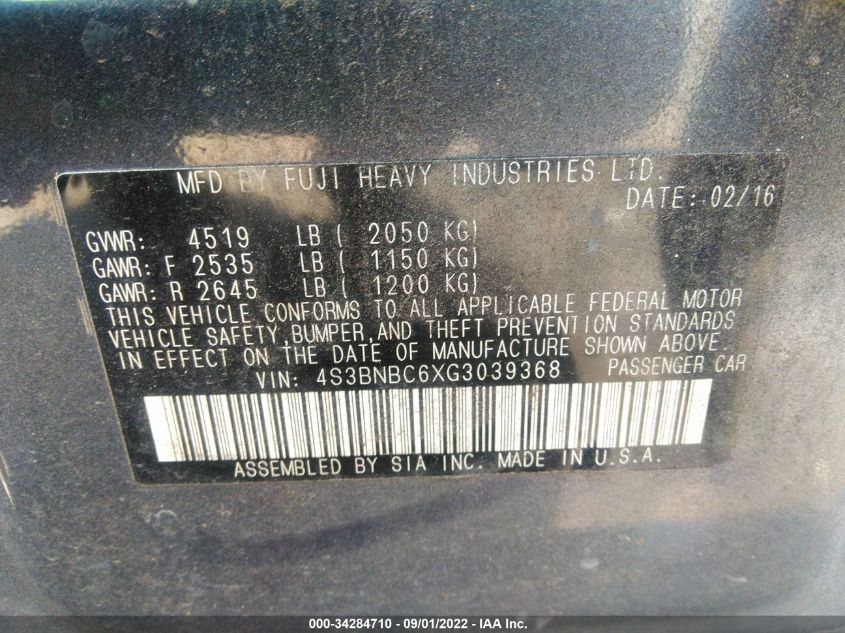 MFD BY FUJI HEAVY INDUSTRIES LTD.
DATE: 02/16
GVWR: 4519 LB ( 2050 KG)
GAWR: F 2535 LB ( 1150 KG)
GAWR: R 2645 LB ( 1200 KG)
THIS VEHICLE CONFORMS TO ALL APPLICABLE FEDERAL MOTOR
VEHICLE SAFETY,BUMPER,AND THEFT PREVENTION STANDARDS
IN EFFECT ON THE DATE OF MANUFACTURE SHOWN ABOVE.
VIN: 4S3BNBC6XG3039368 PASSENGER CAR
ASSEMBLED BY SIA INC. MADE IN U.S.A.
000-34284710 - 09/01/2022 - IAA Inc.